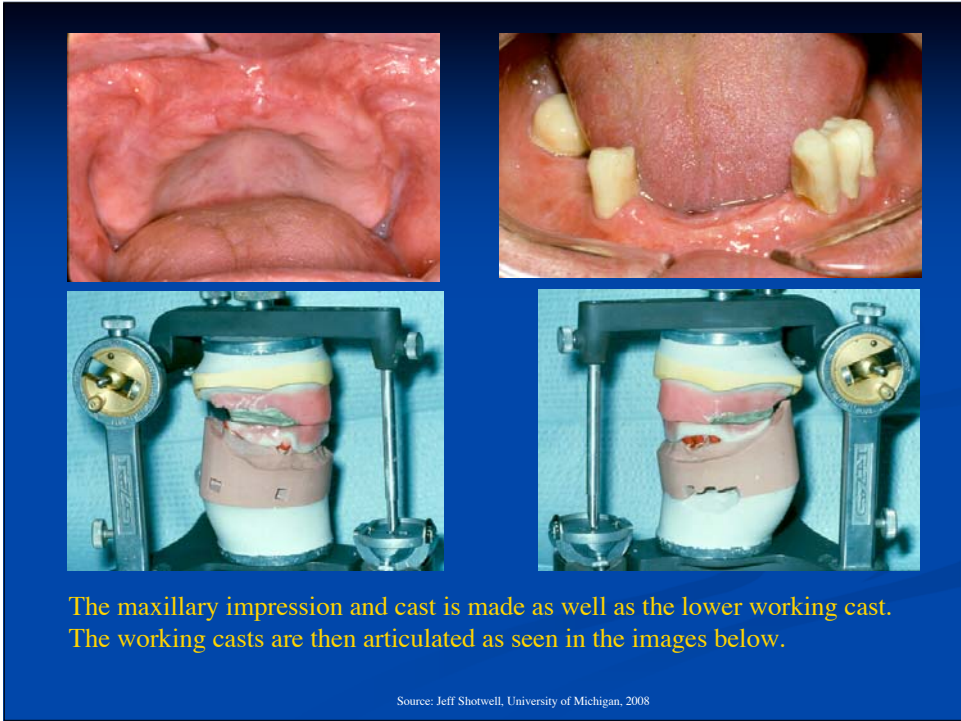 The maxillary impression and cast is made as well as the lower working cast.
The working casts are then articulated as seen in the images below.
Source: Jeff Shotwell, University of Michigan, 2008